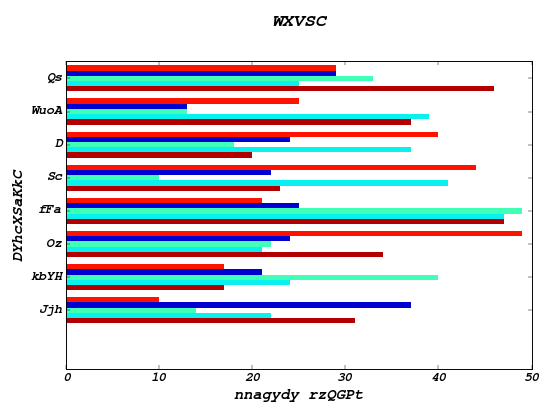 WXVSC
DYhcXSaKkC
Qs
WuoA
D
Sc
fFa
Oz
kbYH
Jjh
0 10 20 30 40 50
nnagydy rzQGPt